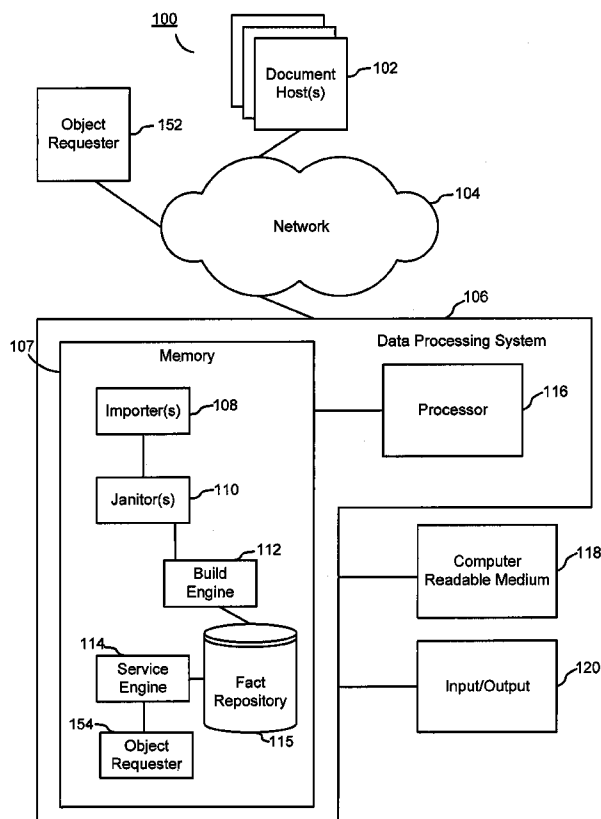 100
Document
Host(s)
102
Object
Requester
152
104
Network
106
107
Memory
Data Processing System
Importer(s)
108
Processor
116
Janitor(s)
110
112
Build
Engine
Computer
Readable Medium
118
114
Service
Engine
Fact
Repository
Input/Output
120
154
Object
Requester
115